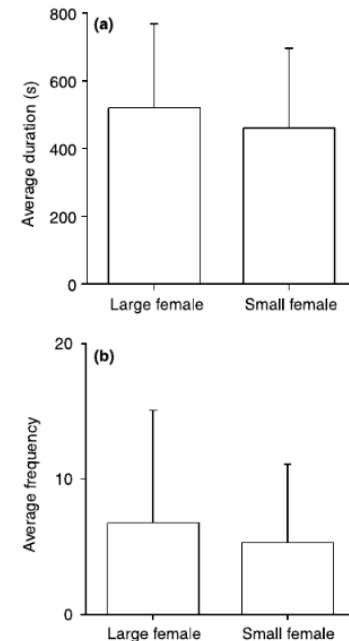 (a)
Average duration (s)
800
600
400
200
0
Large female Small female
(b)
Average frequency
20
10
0
Large female Small female